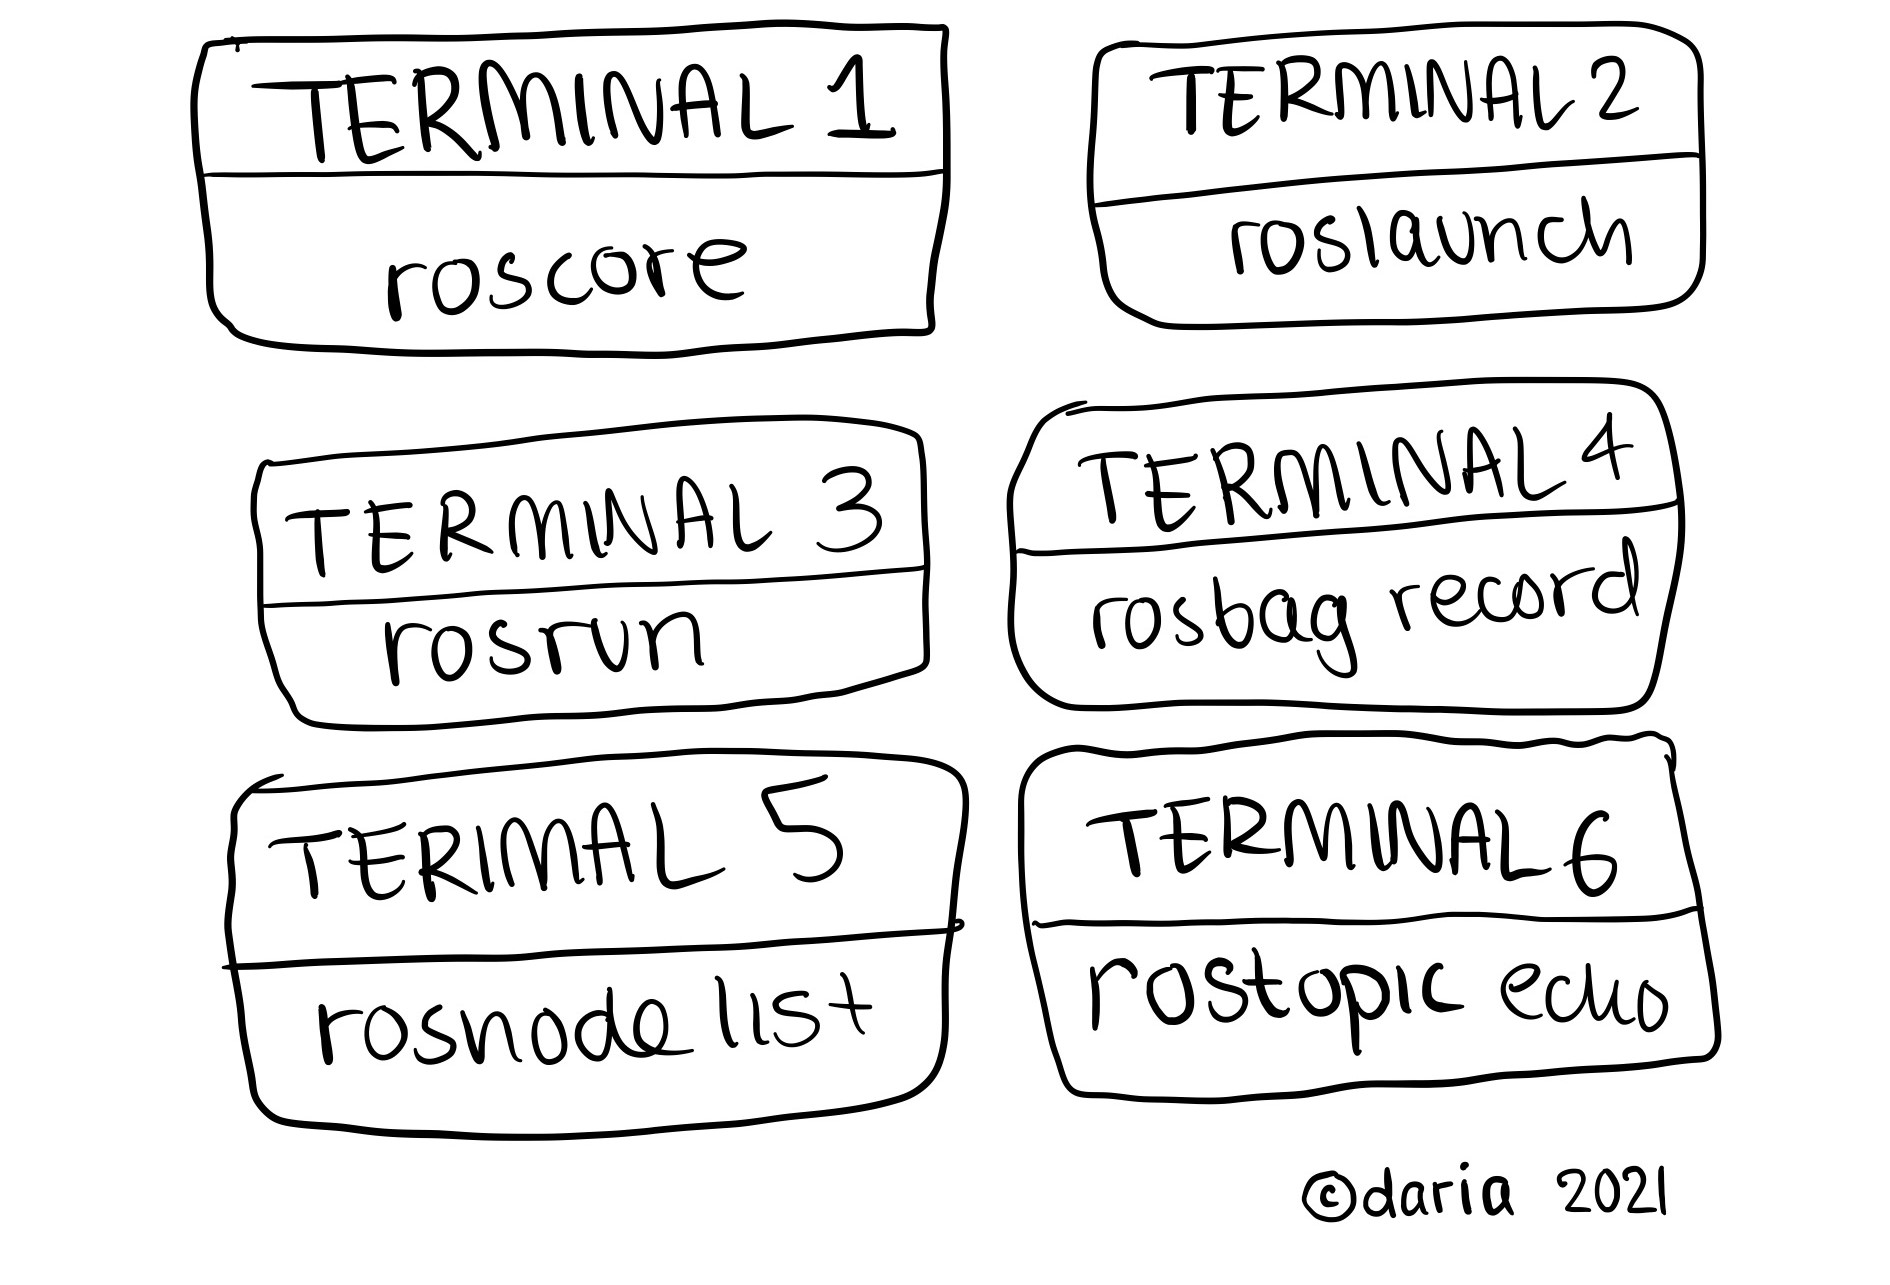 TERMINAL 1
roscore
TERMINAL 2
roslaunch
TERMINAL 3
rosrun
TERMINAL 4
rosbag record
TERIMAL 5
rosnode list
TERMINAL 6
rostopic echo
©daria 2021